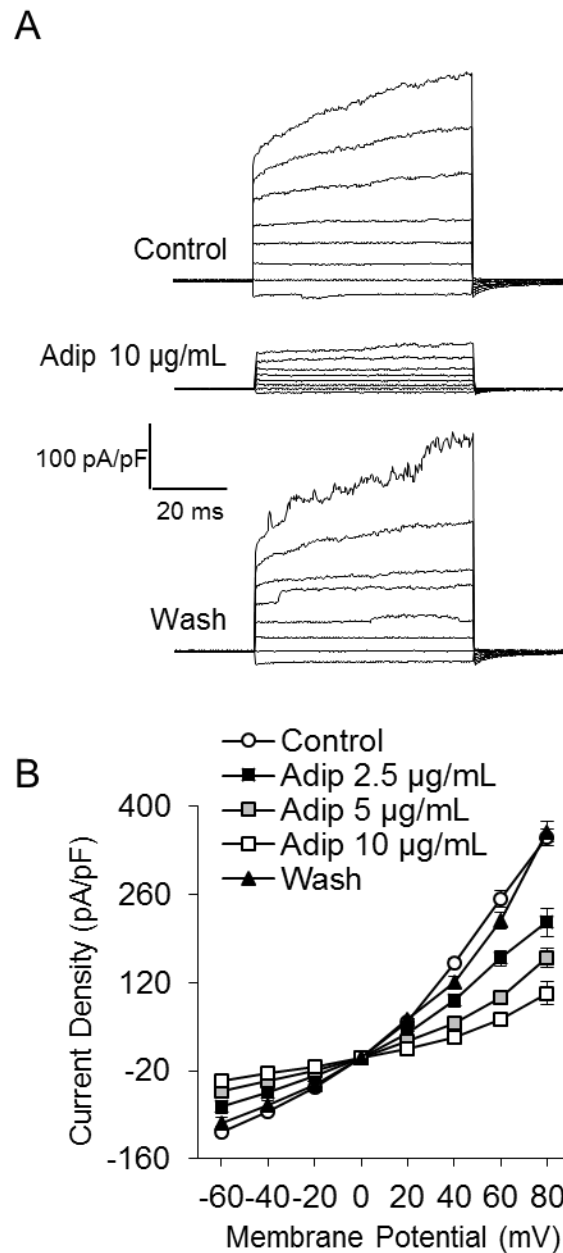 A
Control
Adip 10 µg/mL
100 pA/pF
20 ms
Wash
B
Control
Adip 2.5 µg/mL
Adip 5 µg/mL
Adip 10 µg/mL
Wash
400
260
120
-20
-160
Current Density (pA/pF)
-60 -40 -20 0 20 40 60 80
Membrane Potential (mV)